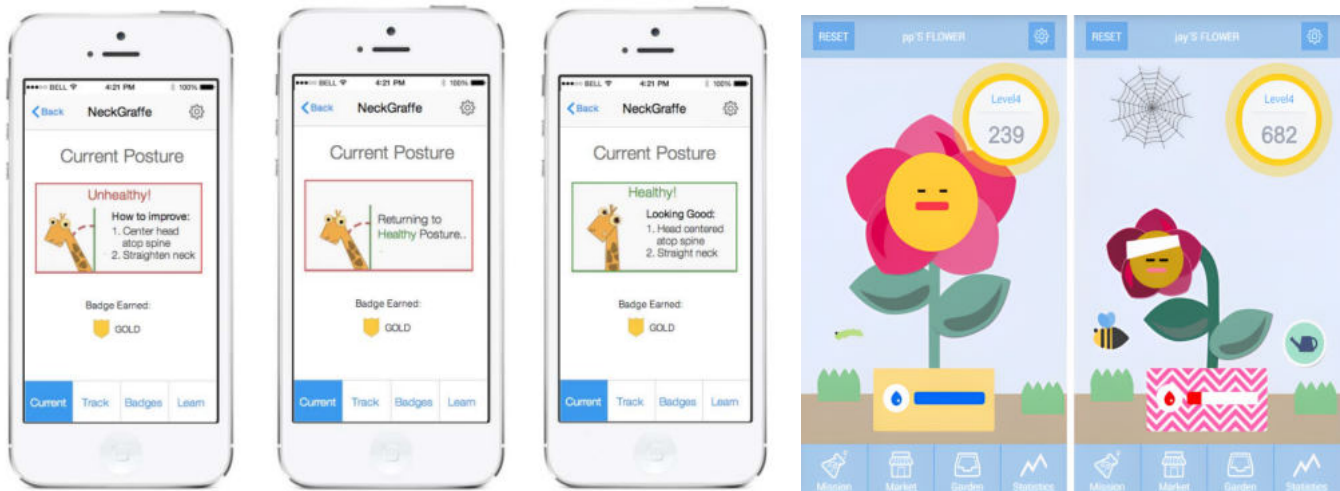 ●●●○○ BELL 4:21 PM 100%
Back NeckGraffe
Current Posture
Unhealthy!
How to improve:
1. Center head
atop spine
2. Straighten neck
Badge Earned:
GOLD
Current Track Badges Learn
●●●○○ BELL 4:21 PM 100%
Back NeckGraffe
Current Posture
Returning to
Healthy Posture..
Badge Earned:
GOLD
Current Track Badges Learn
●●●○○ BELL 4:21 PM 100%
Back NeckGraffe
Current Posture
Healthy!
Looking Good:
1. Head centered
atop spine
2. Straight neck
Badge Earned:
GOLD
Current Track Badges Learn
RESET pp'S FLOWER
Level4
239
Mission Market Garden Statistics
RESET jay'S FLOWER
Level4
682
Mission Market Garden Statistics